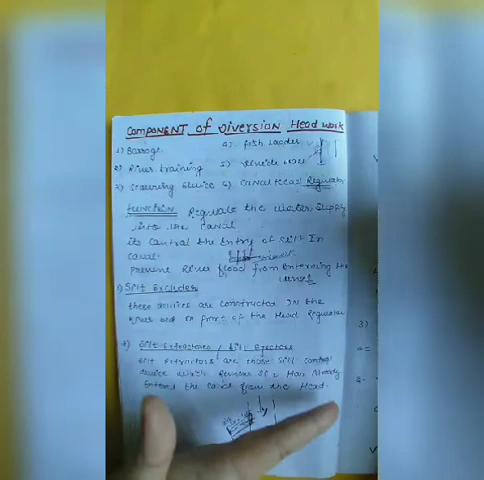 COMPONENT of Diversion Head work
1) Barrage 4) fish ladder
2) River training 5) Divide wall
3) Scouring Sluice 6) Canal Head Regulator
FUNCTION Regulate the water supply
into the canal
its Control the Entry of Silt In
Canal
Prevent River flood from Entering the
Canal
Silt Excluder
these devices are constructed In the
River bed In front of the Head Regulator
Silt Extractors / Silt Ejectors
Silt Extractors are those Silt Control
device which Remove Silt Has Already
Entered the canal from the Head.
3)